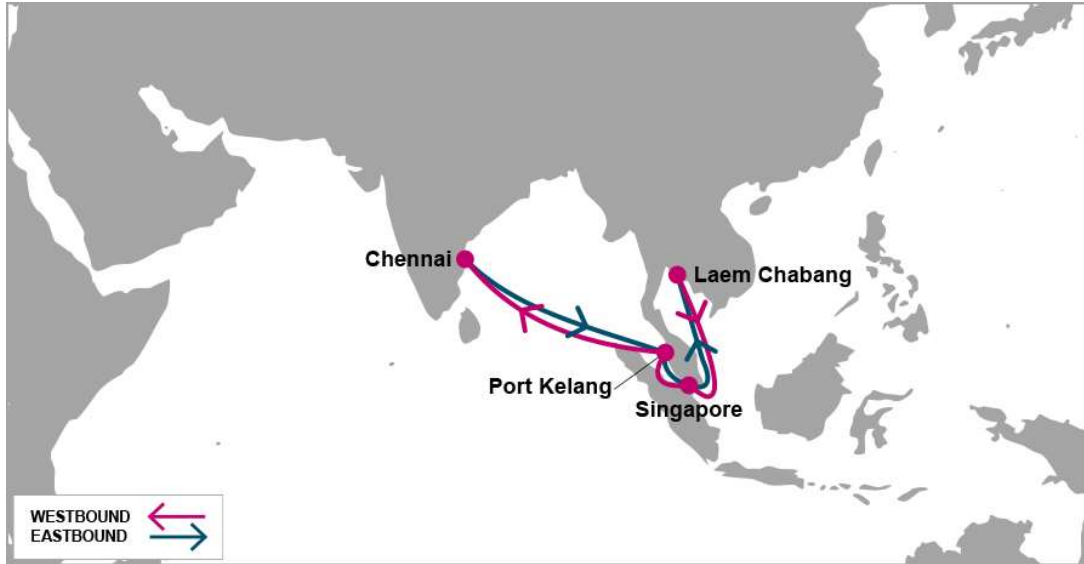 Chennai
Laem Chabang
Port Kelang
Singapore
WESTBOUND
EASTBOUND